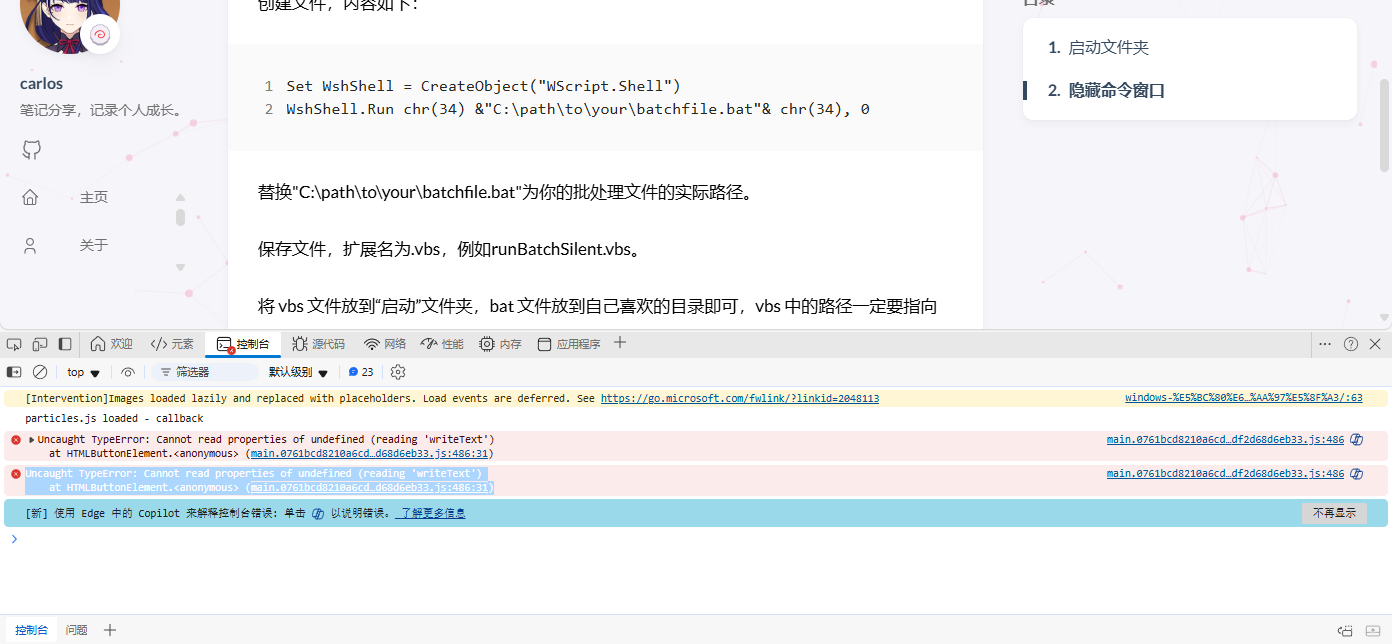 创建文件，内容如下：
目录
1. 启动文件夹
2. 隐藏命令窗口
carlos
笔记分享，记录个人成长。
主页
关于
1 Set WshShell = CreateObject("WScript.Shell")
2 WshShell.Run chr(34) &"C:\path\to\your\batchfile.bat"& chr(34), 0
替换"C:\path\to\your\batchfile.bat"为你的批处理文件的实际路径。
保存文件，扩展名为.vbs，例如runBatchSilent.vbs。
将 vbs 文件放到“启动”文件夹，bat 文件放到自己喜欢的目录即可，vbs 中的路径一定要指向
欢迎 元素 控制台 源代码 网络 性能 内存 应用程序
top 筛选器 默认级别 23
[Intervention]Images loaded lazily and replaced with placeholders. Load events are deferred. See https://go.microsoft.com/fwlink/?linkid=2048113 windows-%E5%BC%80%E6…%AA%97%E5%8F%A3/:63
particles.js loaded - callback
Uncaught TypeError: Cannot read properties of undefined (reading 'writeText') main.0761bcd8210a6cd…df2d68d6eb33.js:486
at HTMLButtonElement.<anonymous> (main.0761bcd8210a6cd…d68d6eb33.js:486:31)
Uncaught TypeError: Cannot read properties of undefined (reading 'writeText') main.0761bcd8210a6cd…df2d68d6eb33.js:486
at HTMLButtonElement.<anonymous> (main.0761bcd8210a6cd…d68d6eb33.js:486:31)
[新] 使用 Edge 中的 Copilot 来解释控制台错误: 单击 以说明错误。 了解更多信息 不再显示
控制台 问题